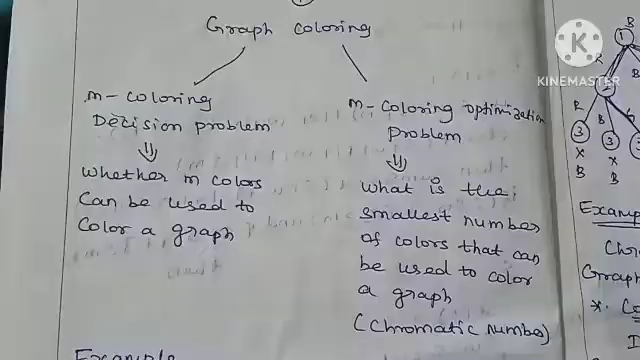 Graph coloring
m- coloring
Decision problem
whether m colors
can be used to
color a graph
m- coloring optimization
problem
what is the
smallest number
of colors that can
be used to color
a graph
(chromatic number)
Example
KINEMASTER
B
1
R
R
B
3
3
X
X
B
B
Examp
Chr
Graph